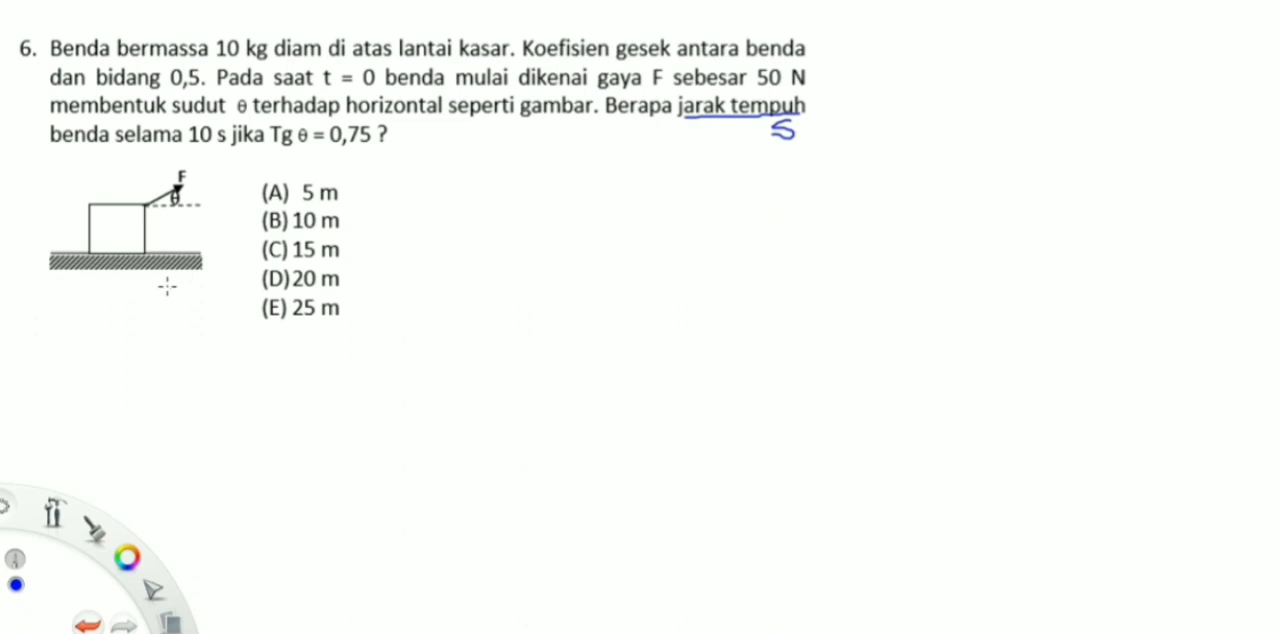 6. Benda bermassa 10 kg diam di atas lantai kasar. Koefisien gesek antara benda
dan bidang 0,5. Pada saat t = 0 benda mulai dikenai gaya F sebesar 50 N
membentuk sudut θ terhadap horizontal seperti gambar. Berapa jarak tempuh
benda selama 10 s jika Tg θ = 0,75 ?
S
F
θ
(A) 5 m
(B) 10 m
(C) 15 m
(D) 20 m
(E) 25 m